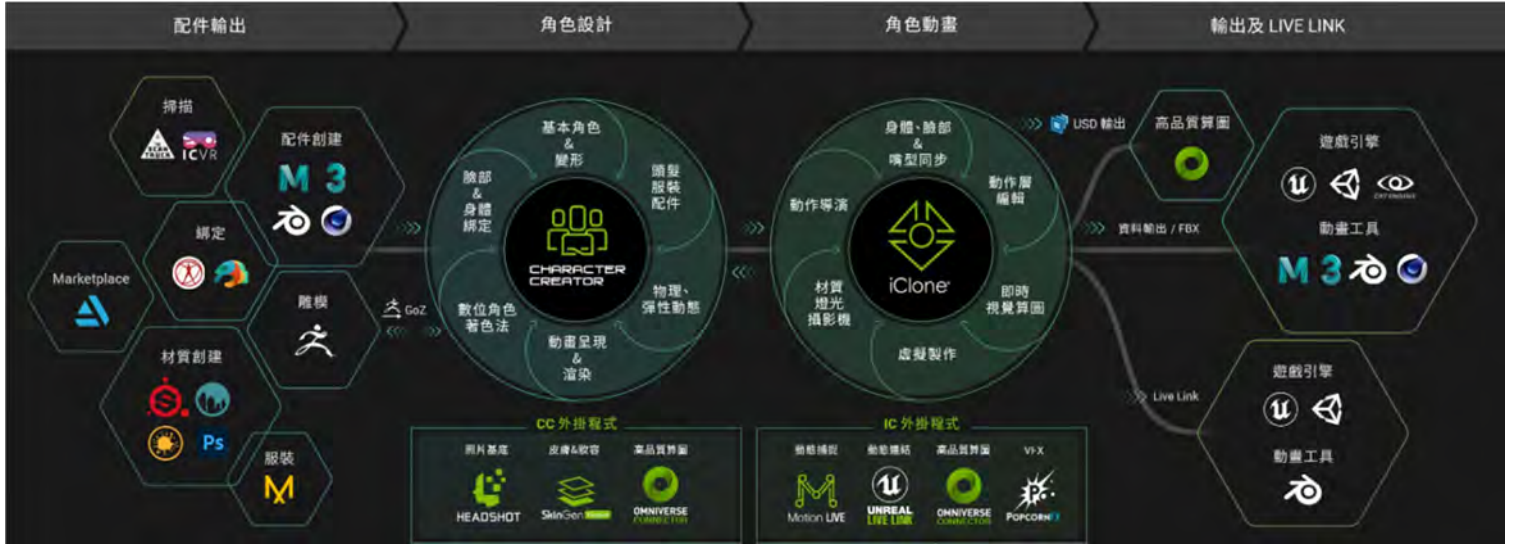 配件輸出
角色設計
角色動畫
輸出及 LIVE LINK
掃描
SCAN
TRUCK
ICVR
配件創建
M 3
綁定
Marketplace
雕模
材質創建
Ps
服裝
GoZ
基本角色
&
變形
頭髮
服裝
配件
臉部
&
身體
綁定
CHARACTER
CREATOR
物理、
彈性動態
數位角色
著色法
動畫呈現
&
渲染
CC 外掛程式
照片基底
皮膚&妝容
高品質算圖
HEADSHOT
SkinGen
OMNIVERSE
CONNECTOR
身體、臉部
&
嘴型同步
動作層
編輯
動作導演
iClone
材質
燈光
攝影機
即時
視覺算圖
虛擬製作
IC 外掛程式
動態捕捉
動態連結
高品質算圖
VFX
Motion LIVE
UNREAL
LIVE LINK
OMNIVERSE
CONNECTOR
POPCORNFX
USD 輸出
高品質算圖
資料輸出 / FBX
Live Link
遊戲引擎
CRYENGINE
動畫工具
M 3
遊戲引擎
動畫工具